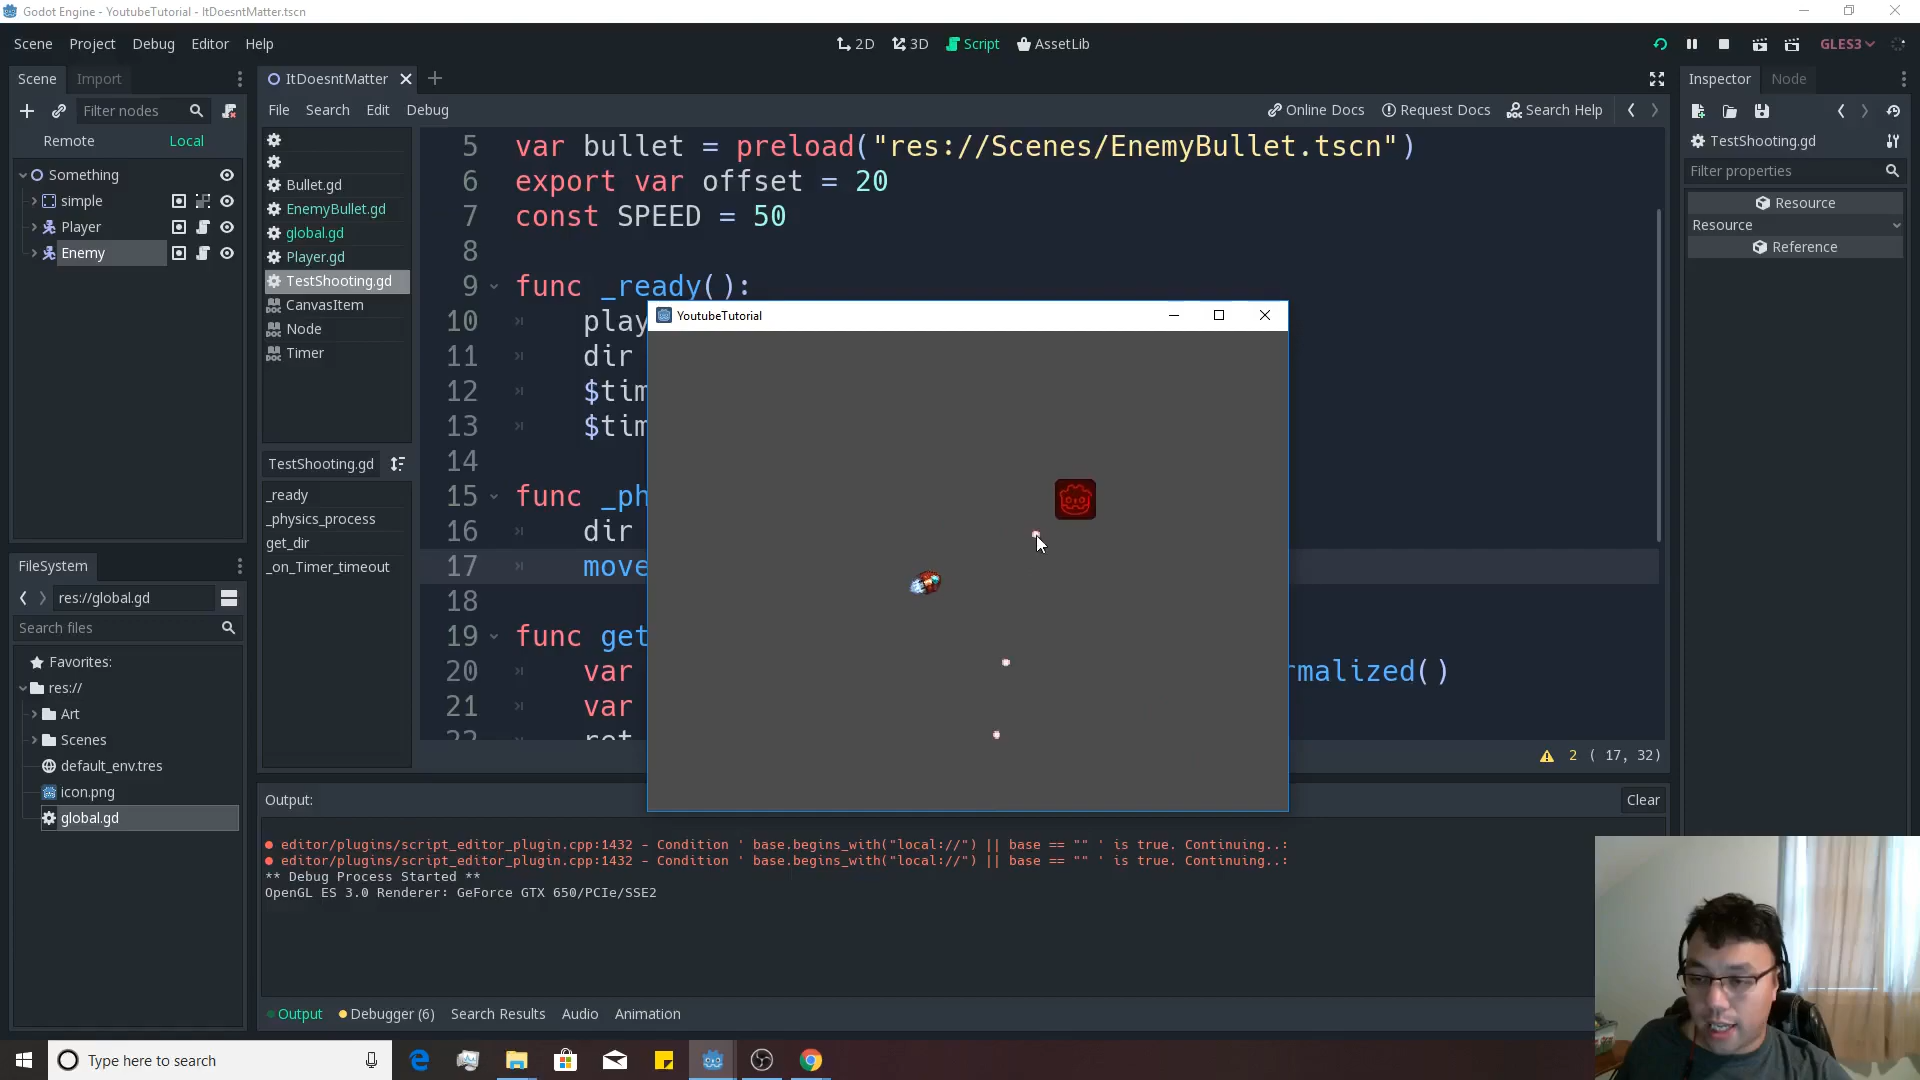 Godot Engine - YoutubeTutorial - ItDoesntMatter.tscn
Scene Project Debug Editor Help
2D 3D Script AssetLib
GLES3
Scene Import
ItDoesntMatter
Inspector Node
Filter nodes
File Search Edit Debug
Online Docs Request Docs Search Help
Remote Local
TestShooting.gd
Filter properties
Resource
Resource
Reference
Something
simple
Player
Enemy
Bullet.gd
EnemyBullet.gd
global.gd
Player.gd
TestShooting.gd
CanvasItem
Node
Timer
TestShooting.gd
_ready
_physics_process
get_dir
_on_Timer_timeout
5 var bullet = preload("res://Scenes/EnemyBullet.tscn")
6 export var offset = 20
7 const SPEED = 50
8
9 func _ready():
10 play
11 dir
12 $tim
13 $tim
14
15 func _ph
16 dir
17 move
18
19 func get
20 var rmalized()
21 var
22 ret
YoutubeTutorial
2 ( 17, 32)
FileSystem
res://global.gd
Search files
Favorites:
res://
Art
Scenes
default_env.tres
icon.png
global.gd
Output:
Clear
editor/plugins/script_editor_plugin.cpp:1432 - Condition ' base.begins_with("local://") || base == "" ' is true. Continuing..:
editor/plugins/script_editor_plugin.cpp:1432 - Condition ' base.begins_with("local://") || base == "" ' is true. Continuing..:
** Debug Process Started **
OpenGL ES 3.0 Renderer: GeForce GTX 650/PCIe/SSE2
Output Debugger (6) Search Results Audio Animation
Type here to search